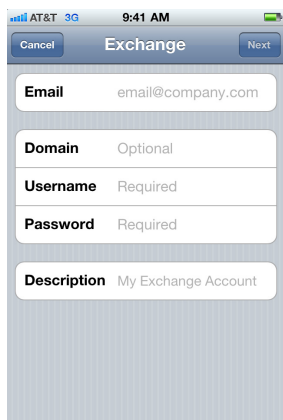 AT&T 3G 9:41 AM
Cancel Exchange Next
Email email@company.com
Domain Optional
Username Required
Password Required
Description My Exchange Account